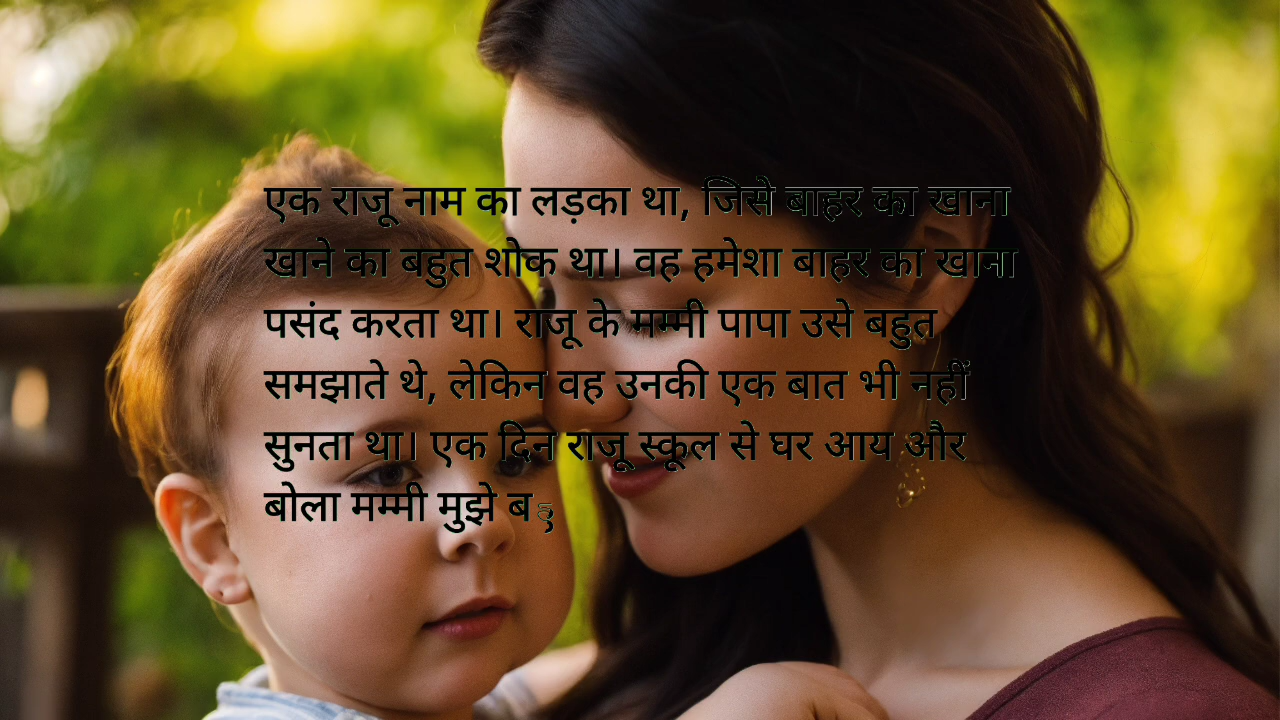 एक राजू नाम का लड़का था, जिसे बाहर का खाना
खाने का बहुत शोक था। वह हमेशा बाहर का खाना
पसंद करता था। राजू के मम्मी पापा उसे बहुत
समझाते थे, लेकिन वह उनकी एक बात भी नहीं
सुनता था। एक दिन राजू स्कूल से घर आय और
बोला मम्मी मुझे